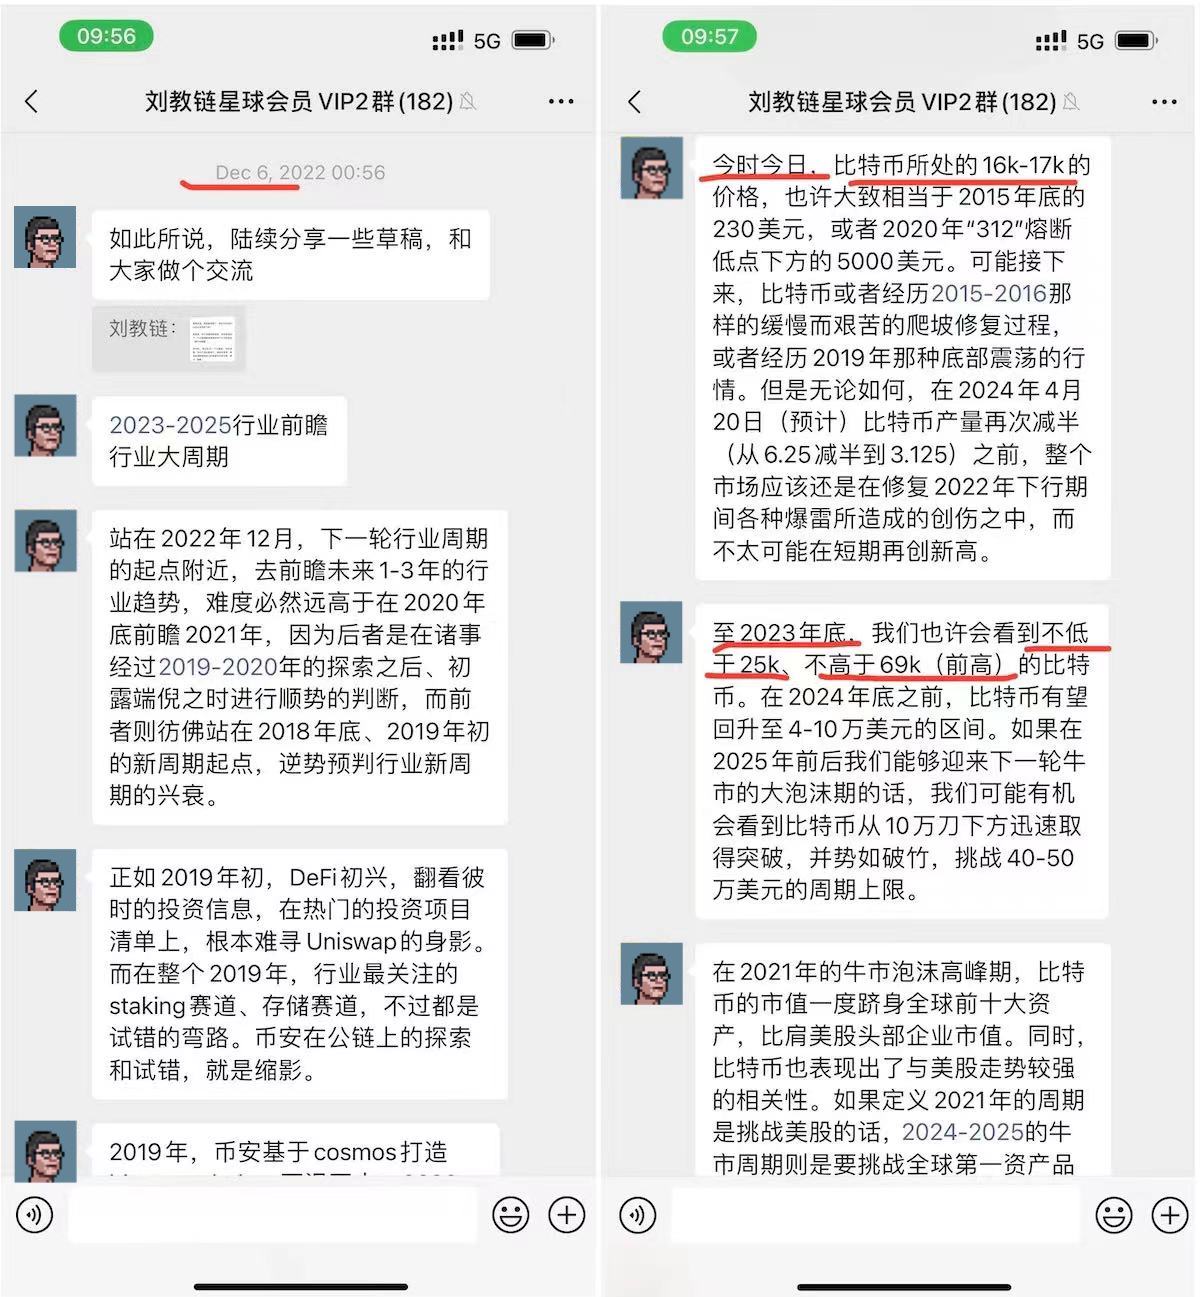 09:56
5G
刘教链星球会员 VIP2群(182)
Dec 6, 2022 00:56
如此所说，陆续分享一些草稿，和
大家做个交流
刘教链：
2023-2025行业前瞻
行业大周期
站在2022年12月，下一轮行业周期
的起点附近，去前瞻未来1-3年的行
业趋势，难度必然远高于在2020年
底前瞻2021年，因为后者是在诸事
经过2019-2020年的探索之后、初
露端倪之时进行顺势的判断，而前
者则彷佛站在2018年底、2019年初
的新周期起点，逆势预判行业新周
期的兴衰。
正如2019年初，DeFi初兴，翻看彼
时的投资信息，在热门的投资项目
清单上，根本难寻Uniswap的身影。
而在整个2019年，行业最关注的
staking赛道、存储赛道，不过都是
试错的弯路。币安在公链上的探索
和试错，就是缩影。
2019年，币安基于cosmos打造
09:57
5G
刘教链星球会员 VIP2群(182)
今时今日，比特币所处的16k-17k的
价格，也许大致相当于2015年底的
230美元，或者2020年“312”熔断
低点下方的5000美元。可能接下
来，比特币或者经历2015-2016那
样的缓慢而艰苦的爬坡修复过程，
或者经历2019年那种底部震荡的行
情。但是无论如何，在2024年4月
20日（预计）比特币产量再次减半
（从6.25减半到3.125）之前，整个
市场应该还是在修复2022年下行期
间各种爆雷所造成的创伤之中，而
不太可能在短期再创新高。
至2023年底，我们也许会看到不低
于25k、不高于69k（前高）的比特
币。在2024年底之前，比特币有望
回升至4-10万美元的区间。如果在
2025年前后我们能够迎来下一轮牛
市的大泡沫期的话，我们可能有机
会看到比特币从10万刀下方迅速取
得突破，并势如破竹，挑战40-50
万美元的周期上限。
在2021年的牛市泡沫高峰期，比特
币的市值一度跻身全球前十大资
产，比肩美股头部企业市值。同时，
比特币也表现出了与美股走势较强
的相关性。如果定义2021年的周期
是挑战美股的话，2024-2025的牛
市周期则是要挑战全球第一资产品